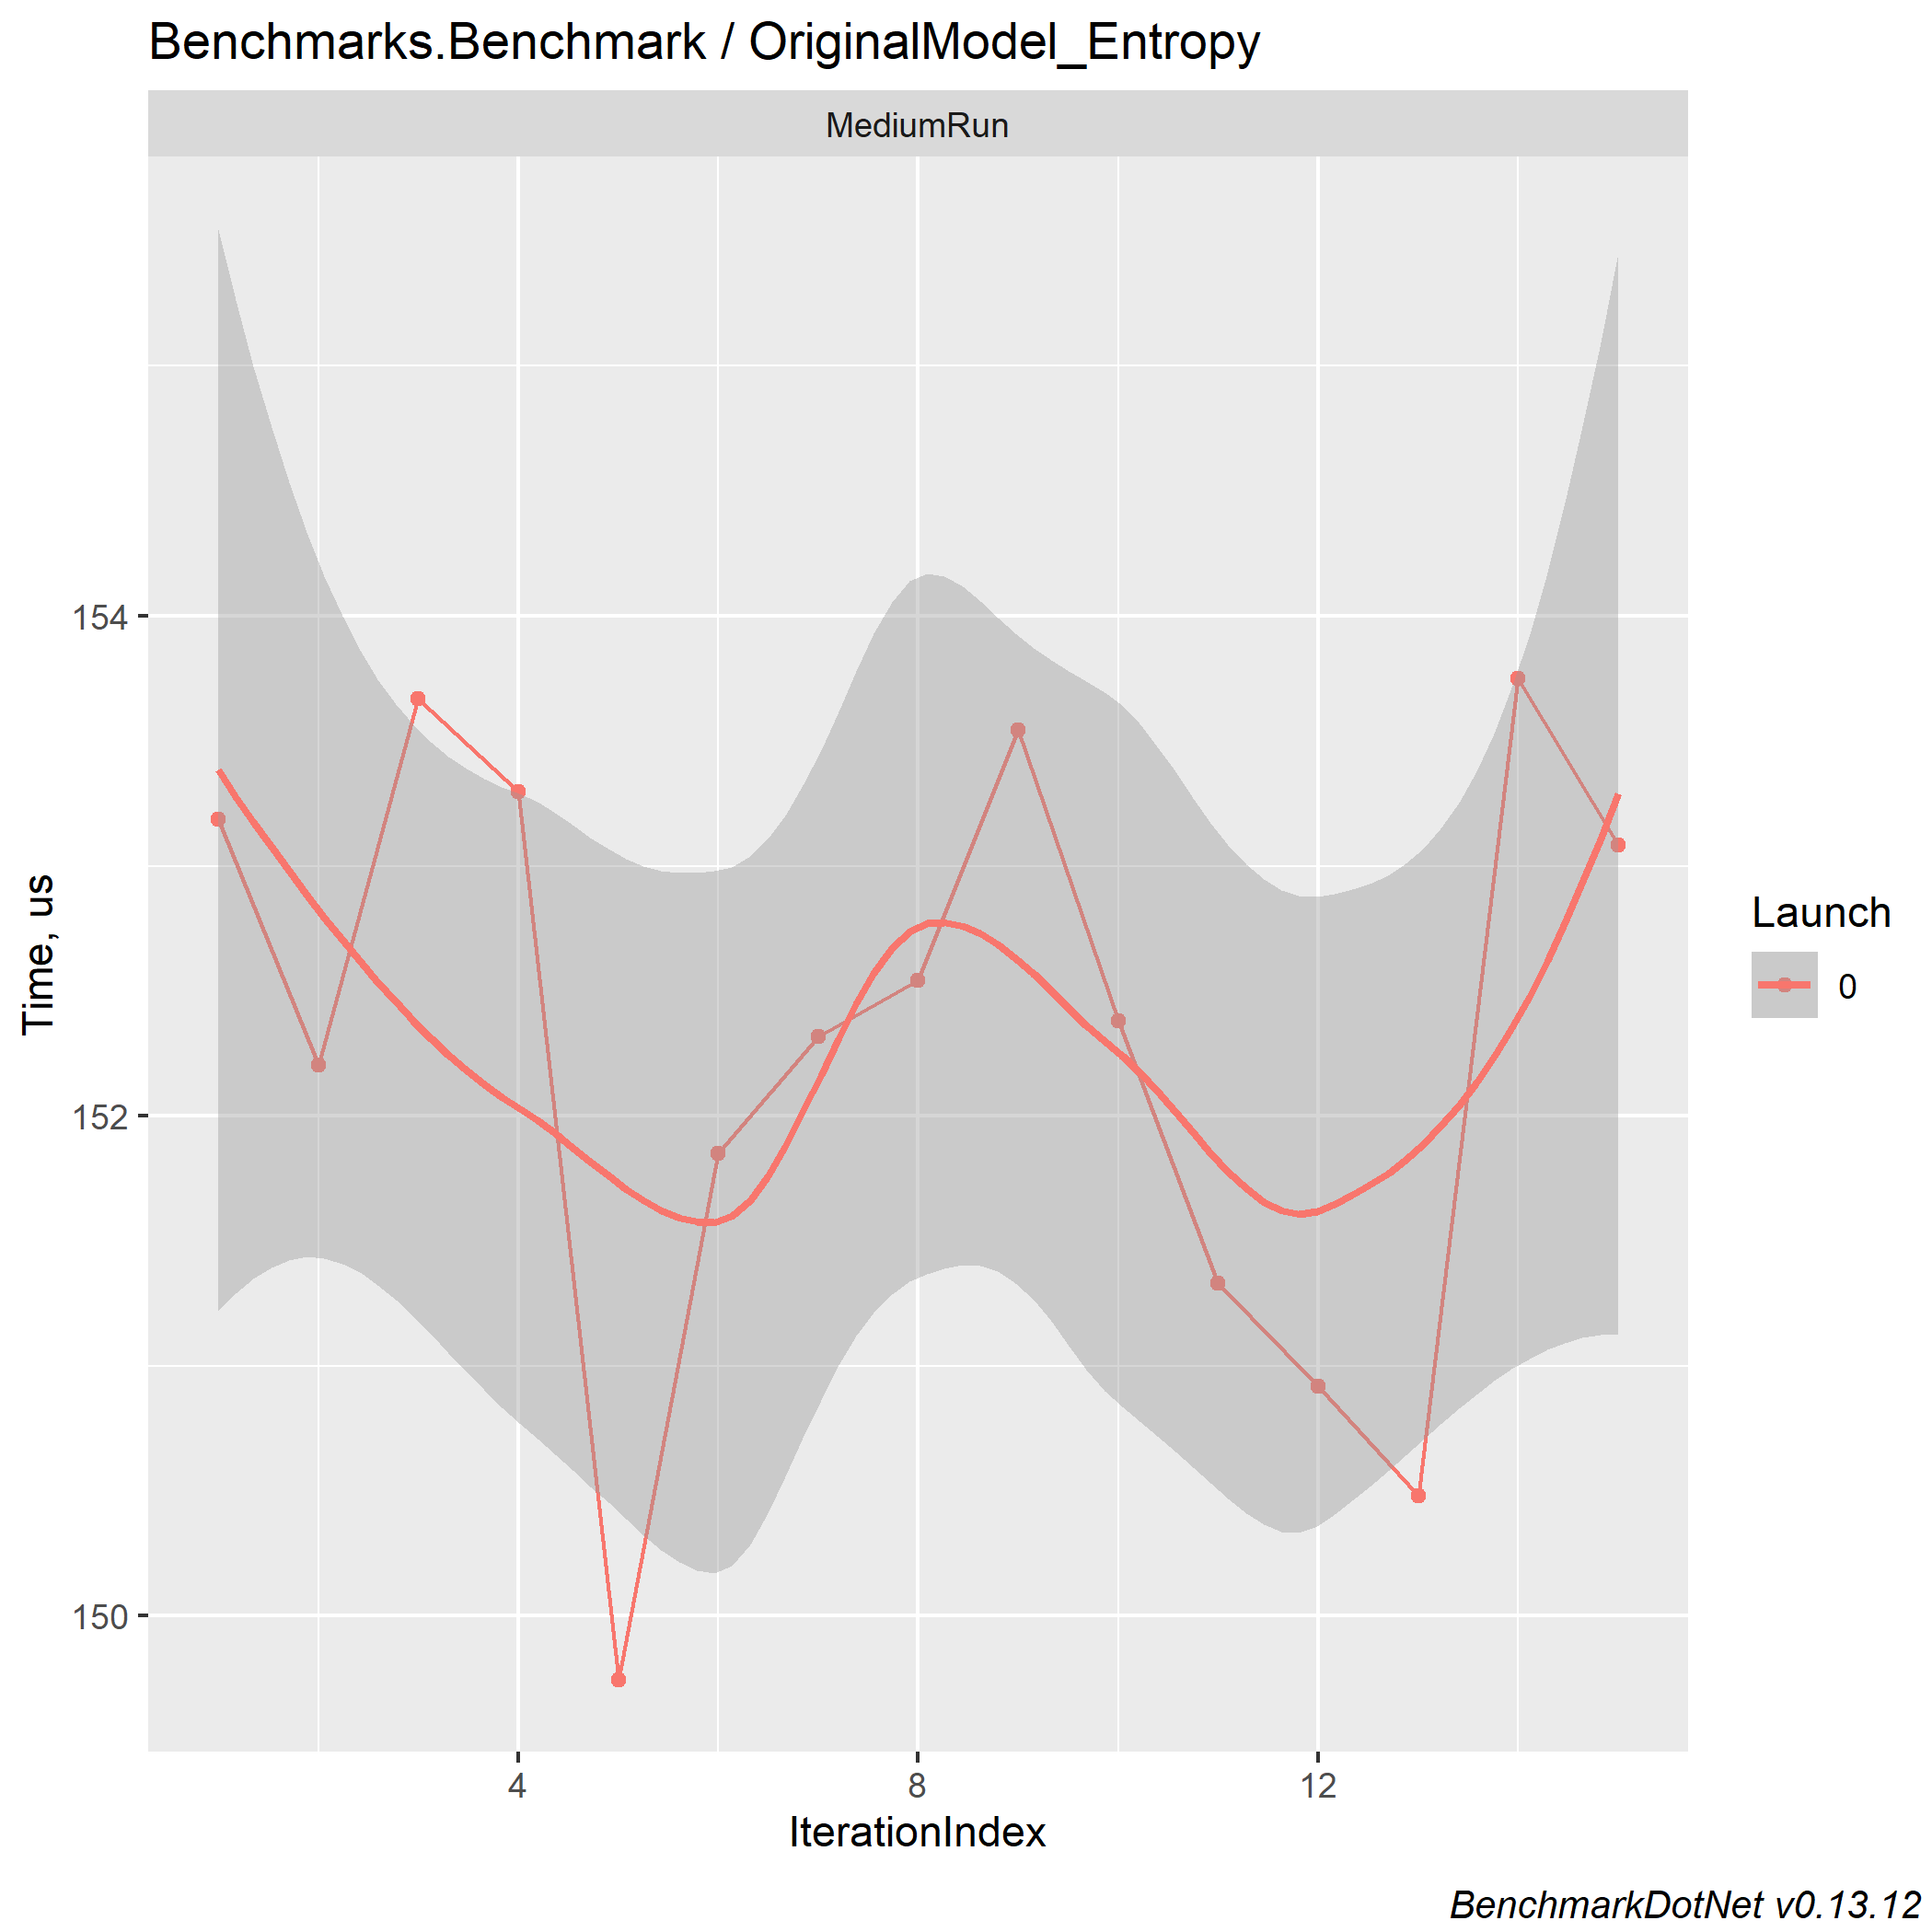 Benchmarks.Benchmark / OriginalModel_Entropy
MediumRun
154
152
150
Time, us
4 8 12
IterationIndex
Launch
0
BenchmarkDotNet v0.13.12